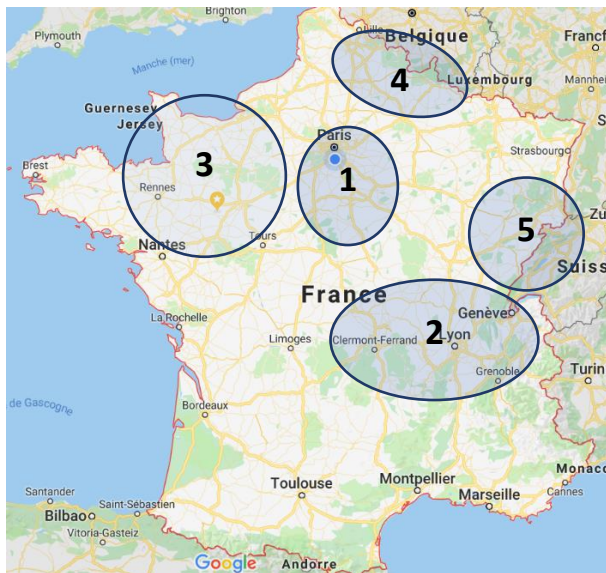 Plymouth
Brighton
Lille
Belgique
Francf
Manche (mer)
4
Luxembourg
Mannhei
Guernesey
Jersey
Paris
Strasbourg
Brest
3
1
Rennes
5
Zu
Nantes
Tours
Suiss
France
Genève
La Rochelle
2
Limoges
Clermont-Ferrand
Lyon
Grenoble
Turin
de Gascogne
Bordeaux
Monac
Toulouse
Montpellier
Cannes
Santander
Saint-Sébastien
Marseille
Bilbao
Vitoria-Gasteiz
Google
Andorre